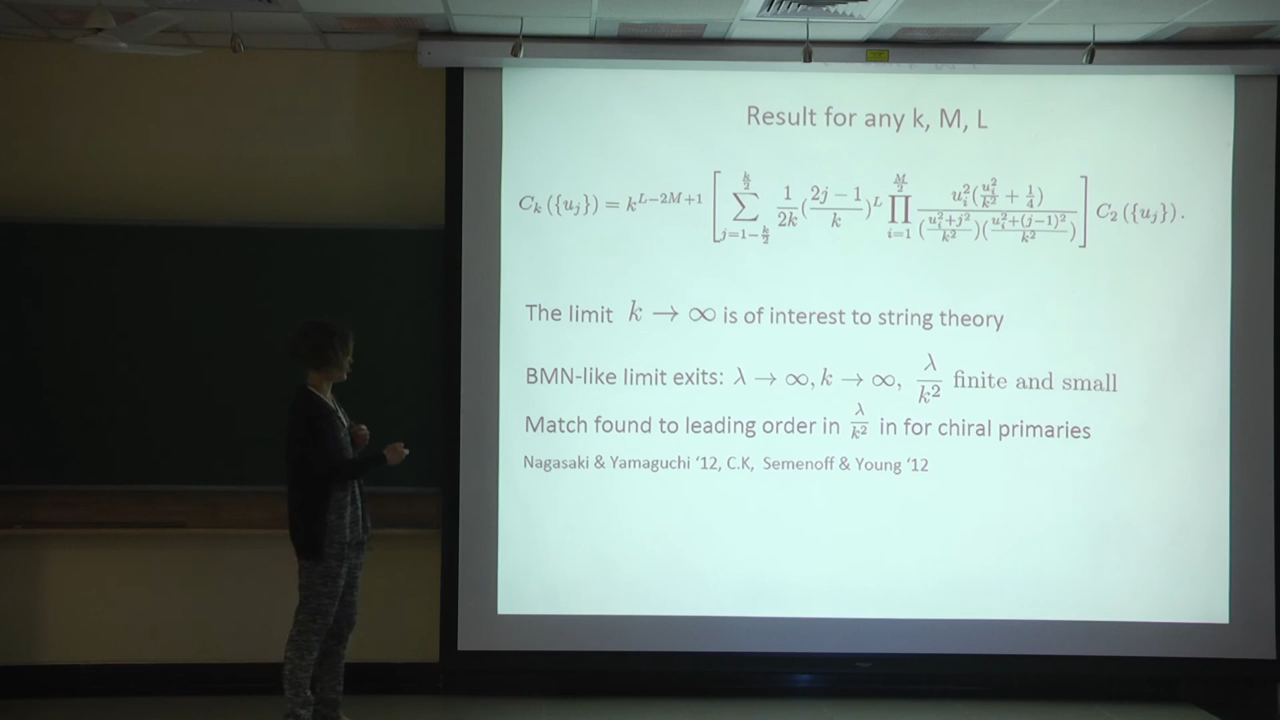 Result for any k, M, L
C_k ({u_j}) = k^{L-2M+1} [ \sum_{j=1-\frac{k}{2}}^{\frac{k}{2}} \frac{1}{2k} (\frac{2j-1}{k})^L \prod_{i=1}^{\frac{M}{2}} \frac{u_i^2(\frac{u_i^2}{k^2}+\frac{1}{4})}{(\frac{u_i^2+j^2}{k^2})(\frac{u_i^2+(j-1)^2}{k^2})} ] C_2 ({u_j}).
The limit k → ∞ is of interest to string theory
BMN-like limit exits: λ → ∞, k → ∞, \frac{λ}{k^2} finite and small
Match found to leading order in \frac{λ}{k^2} in for chiral primaries
Nagasaki & Yamaguchi ‘12, C.K, Semenoff & Young ‘12